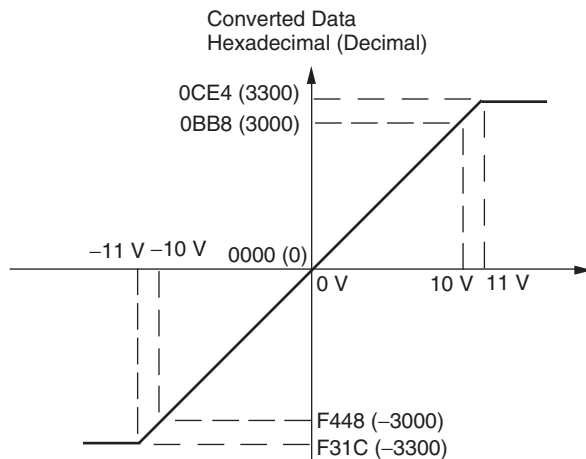 Converted Data
Hexadecimal (Decimal)
0CE4 (3300)
0BB8 (3000)
−11 V −10 V 0000 (0)
0 V 10 V 11 V
F448 (−3000)
F31C (−3300)